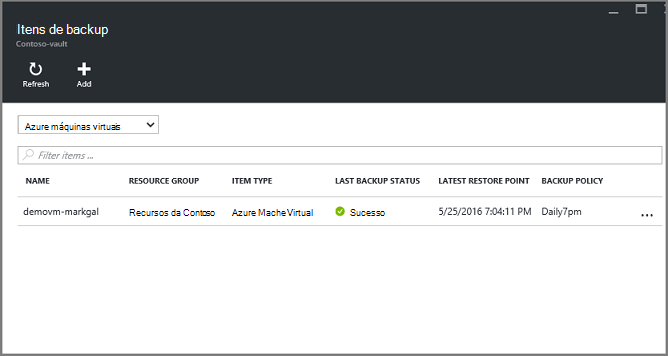 Itens de backup
Contoso-vault
Refresh Add
Azure máquinas virtuais
Filter items ...
NAME RESOURCE GROUP ITEM TYPE LAST BACKUP STATUS LATEST RESTORE POINT BACKUP POLICY
demovm-markgal Recursos da Contoso Azure Mache Virtual Sucesso 5/25/2016 7:04:11 PM Daily7pm ...